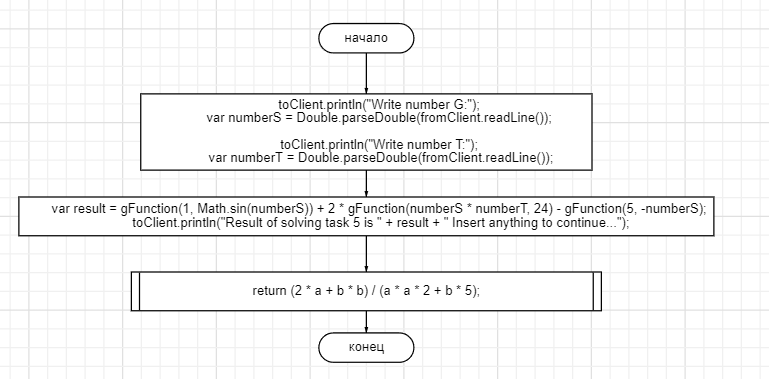 начало
toClient.println("Write number G:");
var numberS = Double.parseDouble(fromClient.readLine());
toClient.println("Write number T:");
var numberT = Double.parseDouble(fromClient.readLine());
var result = gFunction(1, Math.sin(numberS)) + 2 * gFunction(numberS * numberT, 24) - gFunction(5, -numberS);
toClient.println("Result of solving task 5 is " + result + " Insert anything to continue...");
return (2 * a + b * b) / (a * a * 2 + b * 5);
конец